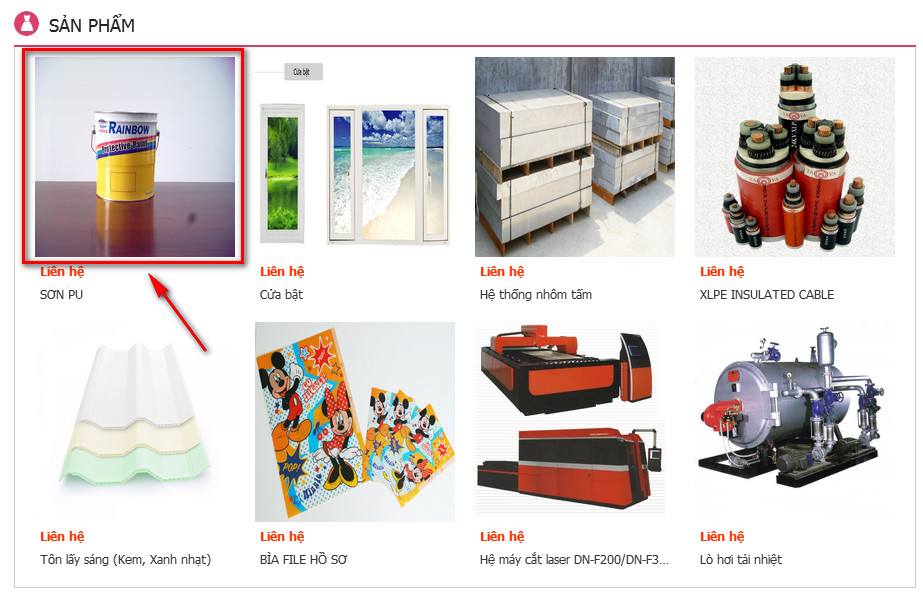 SẢN PHẨM
RAINBOW
Protective Paint
Liên hệ
SƠN PU
Cửa bật
Liên hệ
Cửa bật
Liên hệ
Hệ thống nhôm tấm
Liên hệ
XLPE INSULATED CABLE
Liên hệ
Tôn lấy sáng (Kem, Xanh nhạt)
POP!
Liên hệ
BÌA FILE HỒ SƠ
Liên hệ
Hệ máy cắt laser DN-F200/DN-F3...
Liên hệ
Lò hơi tải nhiệt